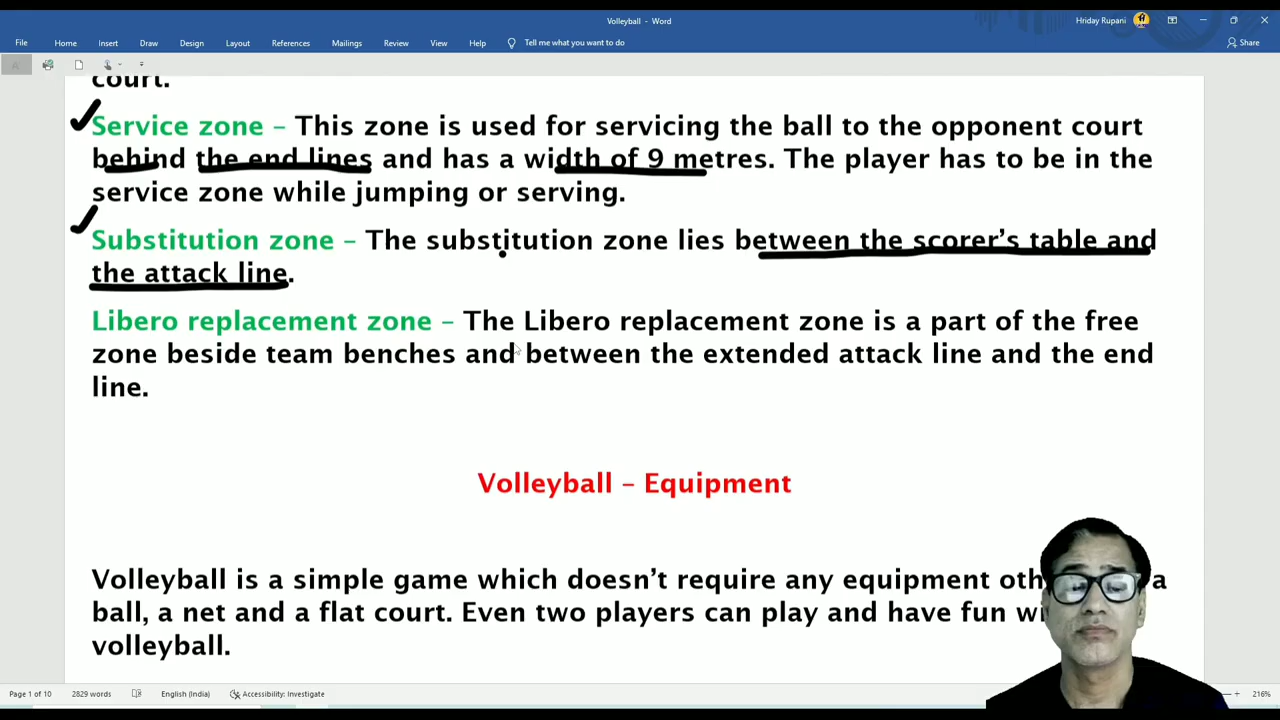 Volleyball - Word
Hriday Rupani
File Home Insert Draw Design Layout References Mailings Review View Help Tell me what you want to do Share
court.
Service zone – This zone is used for servicing the ball to the opponent court
behind the end lines and has a width of 9 metres. The player has to be in the
service zone while jumping or serving.
Substitution zone – The substitution zone lies between the scorer’s table and
the attack line.
Libero replacement zone – The Libero replacement zone is a part of the free
zone beside team benches and between the extended attack line and the end
line.
Volleyball – Equipment
Volleyball is a simple game which doesn’t require any equipment oth a
ball, a net and a flat court. Even two players can play and have fun wi
volleyball.
Page 1 of 10 2829 words English (India) Accessibility: Investigate 216%